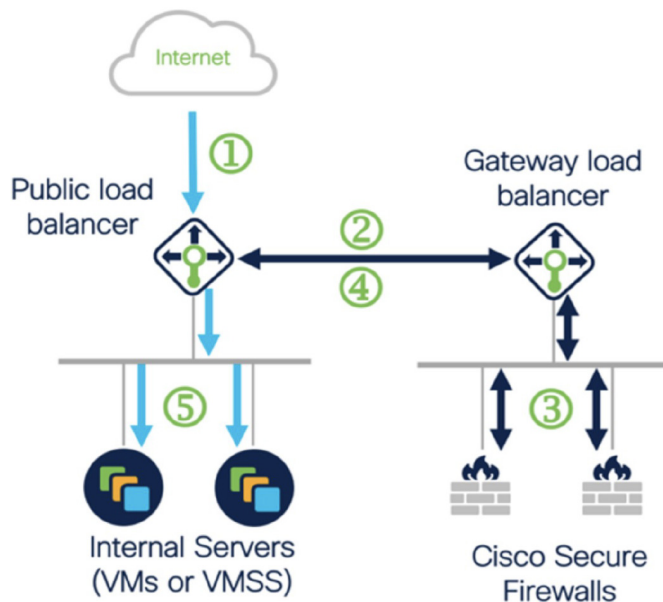 Internet
①
Public load
balancer
Gateway load
balancer
②
④
⑤
③
Internal Servers
(VMs or VMSS)
Cisco Secure
Firewalls